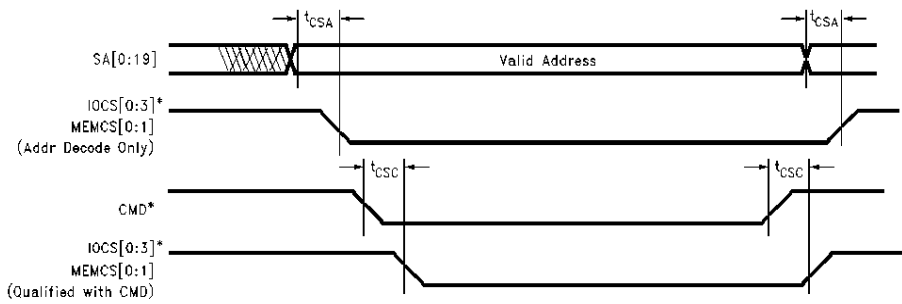 tCSA
tCSA
SA[0:19]
Valid Address
IOCS[0:3]*
MEMCS[0:1]
(Addr Decode Only)
tCSC
tCSC
CMD*
IOCS[0:3]*
MEMCS[0:1]
(Qualified with CMD)